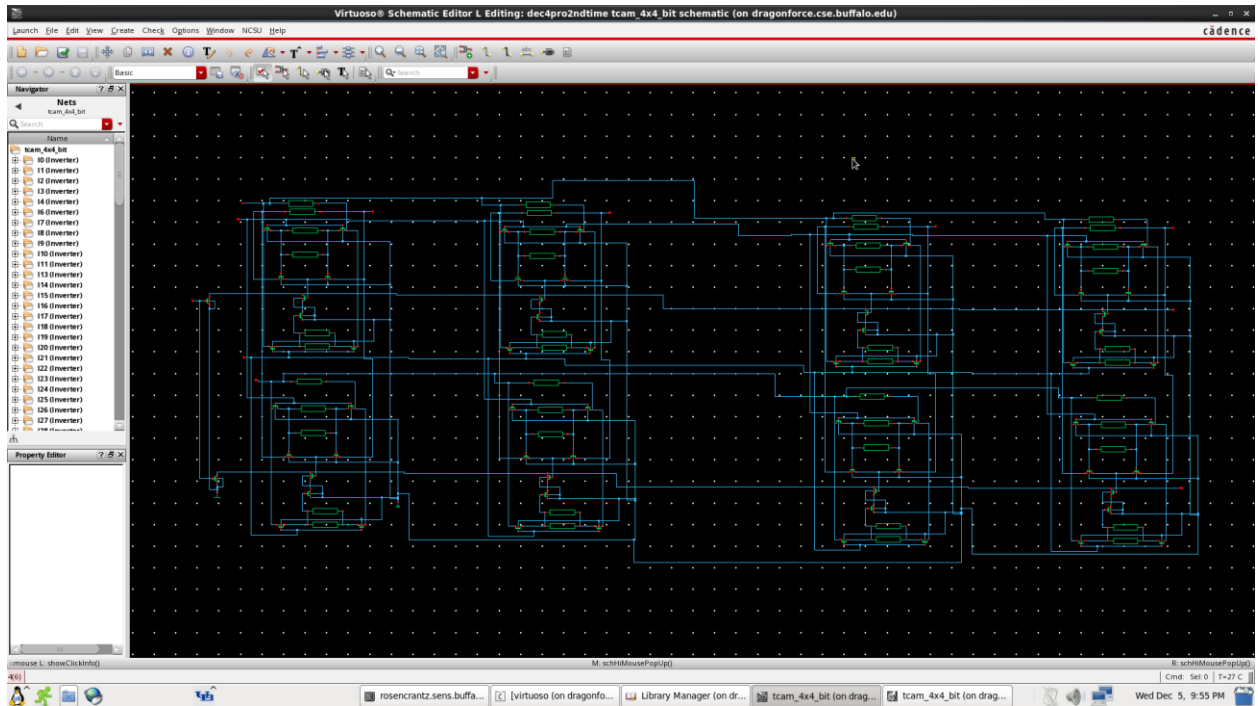 Virtuoso® Schematic Editor L Editing: dec4pro2ndtime tcam_4x4_bit schematic (on dragonforce.cse.buffalo.edu)
Launch File Edit View Create Check Options Window NCSU Help
cādence
Basic
Search
Navigator
Nets
tcam_4x4_bit
Search
Name
tcam_4x4_bit
I0 (Inverter)
I1 (Inverter)
I2 (Inverter)
I3 (Inverter)
I4 (Inverter)
I6 (Inverter)
I7 (Inverter)
I8 (Inverter)
I9 (Inverter)
I10 (Inverter)
I11 (Inverter)
I13 (Inverter)
I14 (Inverter)
I15 (Inverter)
I16 (Inverter)
I17 (Inverter)
I18 (Inverter)
I19 (Inverter)
I20 (Inverter)
I21 (Inverter)
I22 (Inverter)
I23 (Inverter)
I24 (Inverter)
I25 (Inverter)
I26 (Inverter)
I27 (Inverter)
I28 (Inverter)
Property Editor
mouse L: showClickInfo() M: schHiMousePopUp() R: schHiMousePopUp()
4(6) Cmd: Sel: 0 T=27 C
rosencrantz.sens.buffa... [virtuoso (on dragonfo... Library Manager (on dr... tcam_4x4_bit (on drag... tcam_4x4_bit (on drag... Wed Dec 5, 9:55 PM